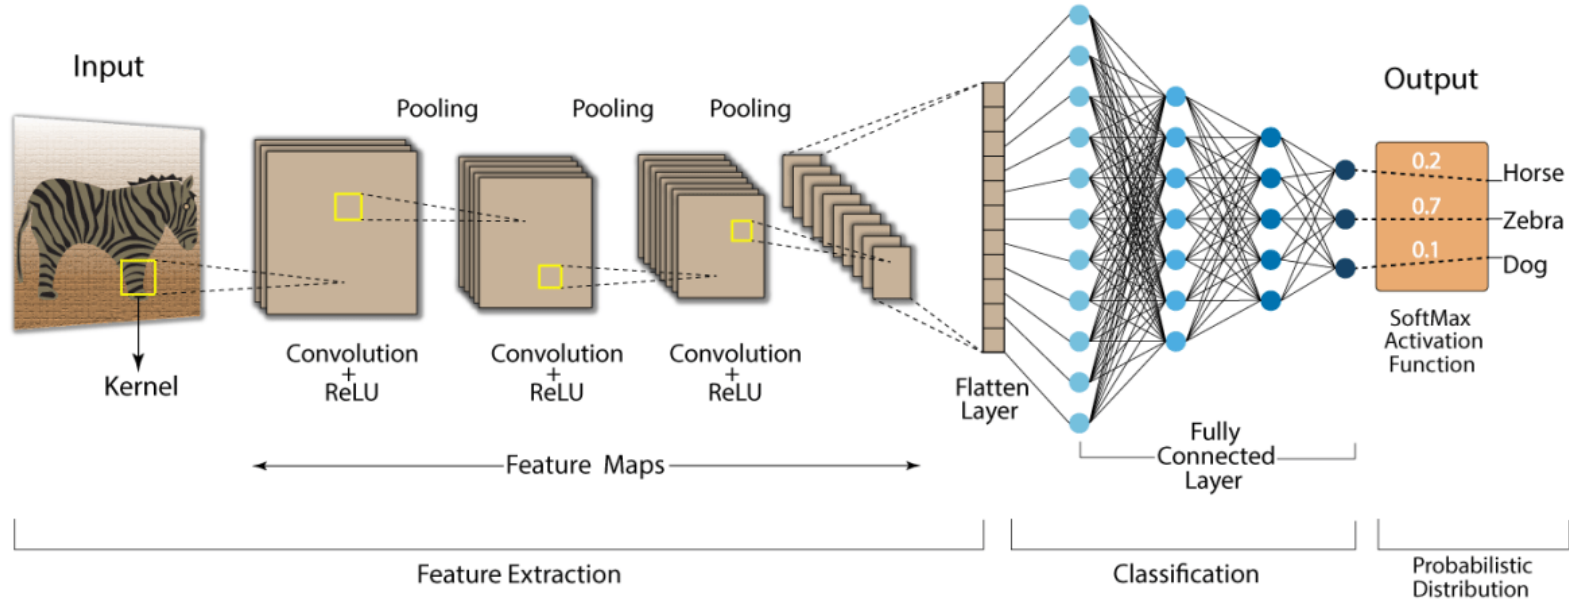 Input
Kernel
Pooling
Pooling
Pooling
Convolution
+
ReLU
Convolution
+
ReLU
Convolution
+
ReLU
Feature Maps
Flatten
Layer
Fully
Connected
Layer
Output
0.2
Horse
0.7
Zebra
0.1
Dog
SoftMax
Activation
Function
Feature Extraction
Classification
Probabilistic
Distribution